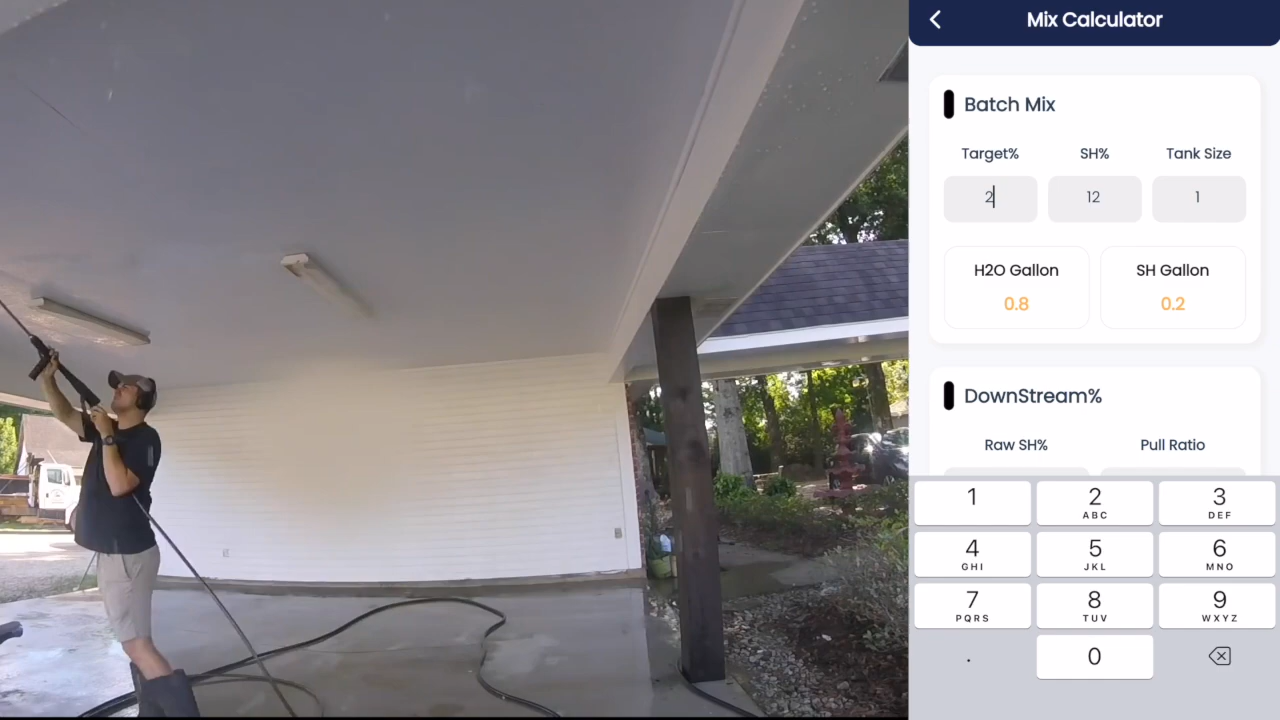 Mix Calculator
Batch Mix
Target% SH% Tank Size
2 12 1
H2O Gallon SH Gallon
0.8 0.2
DownStream%
Raw SH% Pull Ratio
1 2 3
ABC DEF
4 5 6
GHI JKL MNO
7 8 9
PQRS TUV WXYZ
. 0